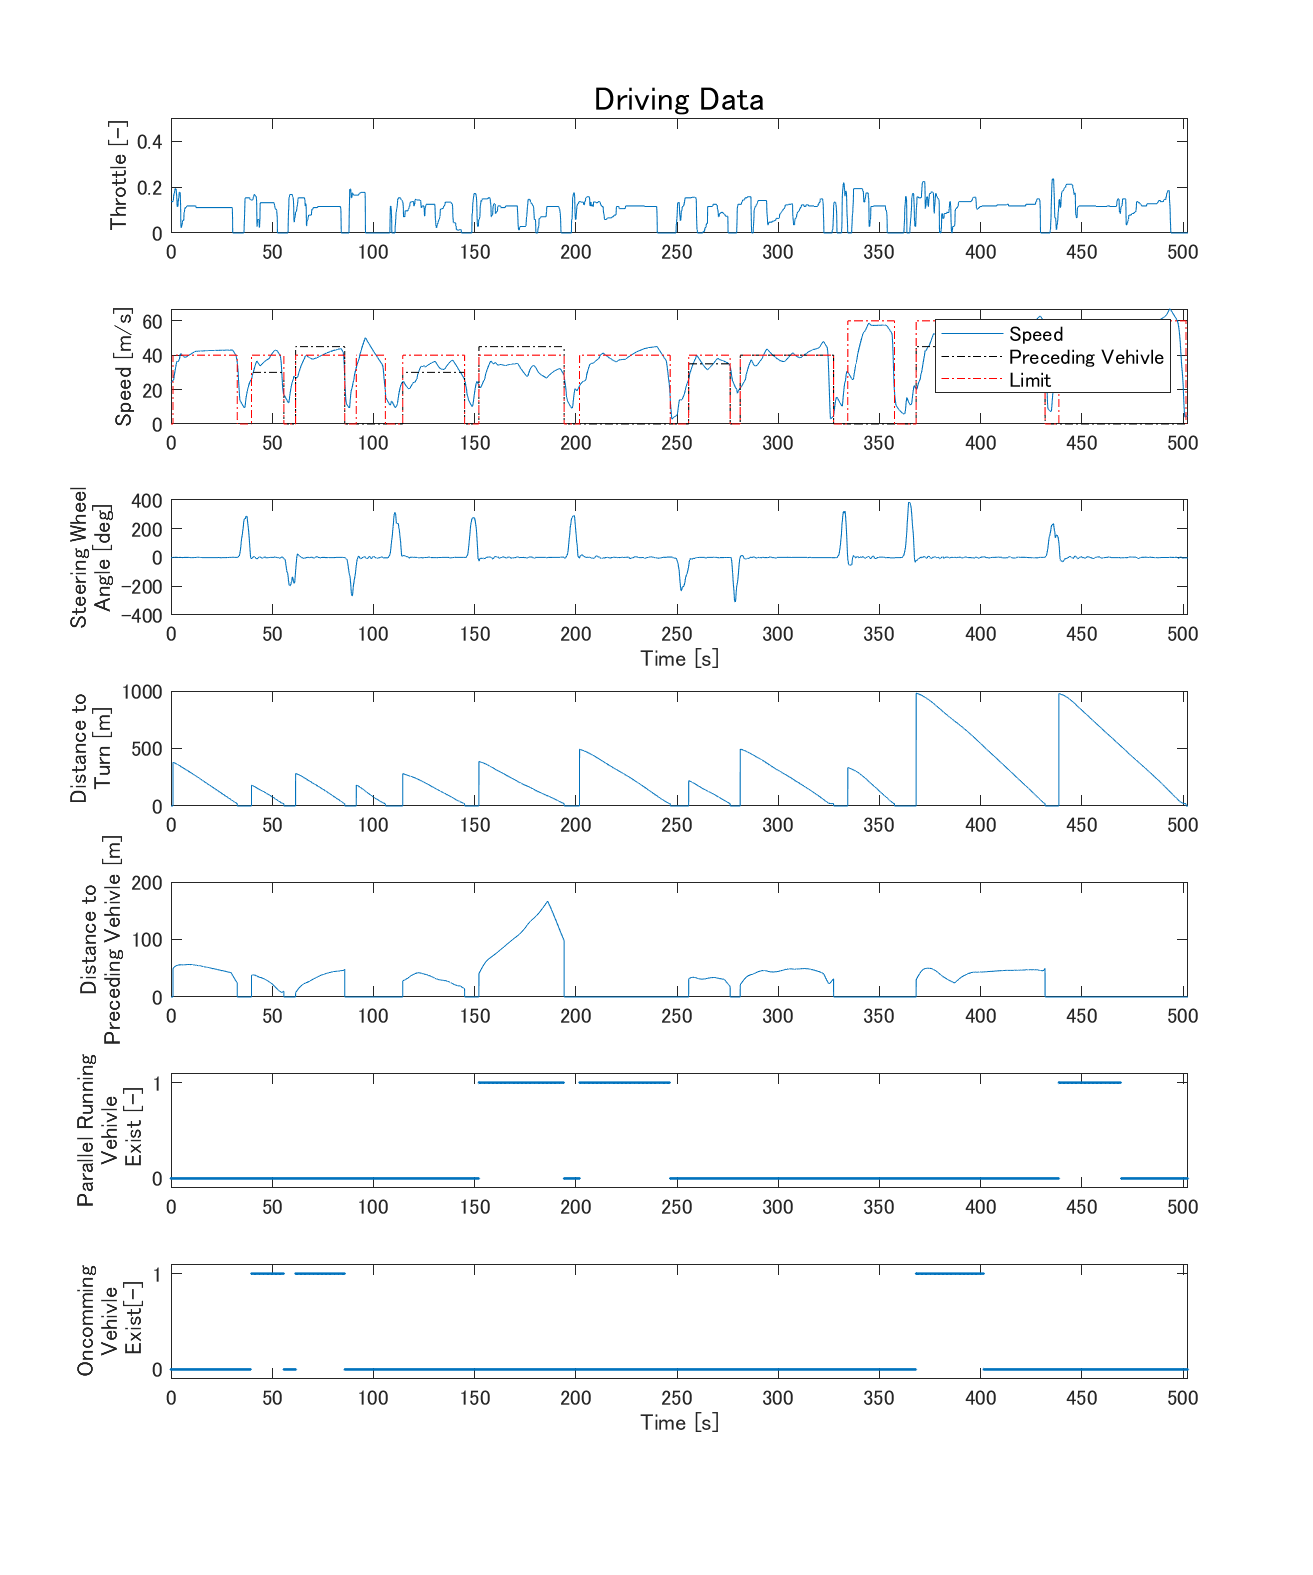 Driving Data
Throttle [-]
0.4
0.2
0
0 50 100 150 200 250 300 350 400 450 500
Speed [m/s]
60
40
20
0
Speed
Preceding Vehivle
Limit
0 50 100 150 200 250 300 350 400 450 500
Steering Wheel
Angle [deg]
400
200
0
-200
-400
0 50 100 150 200 250 300 350 400 450 500
Time [s]
Distance to
Turn [m]
1000
500
0
0 50 100 150 200 250 300 350 400 450 500
Distance to
Preceding Vehivle [m]
200
100
0
0 50 100 150 200 250 300 350 400 450 500
Parallel Running
Vehivle
Exist [-]
1
0
0 50 100 150 200 250 300 350 400 450 500
Oncomming
Vehivle
Exist[-]
1
0
0 50 100 150 200 250 300 350 400 450 500
Time [s]